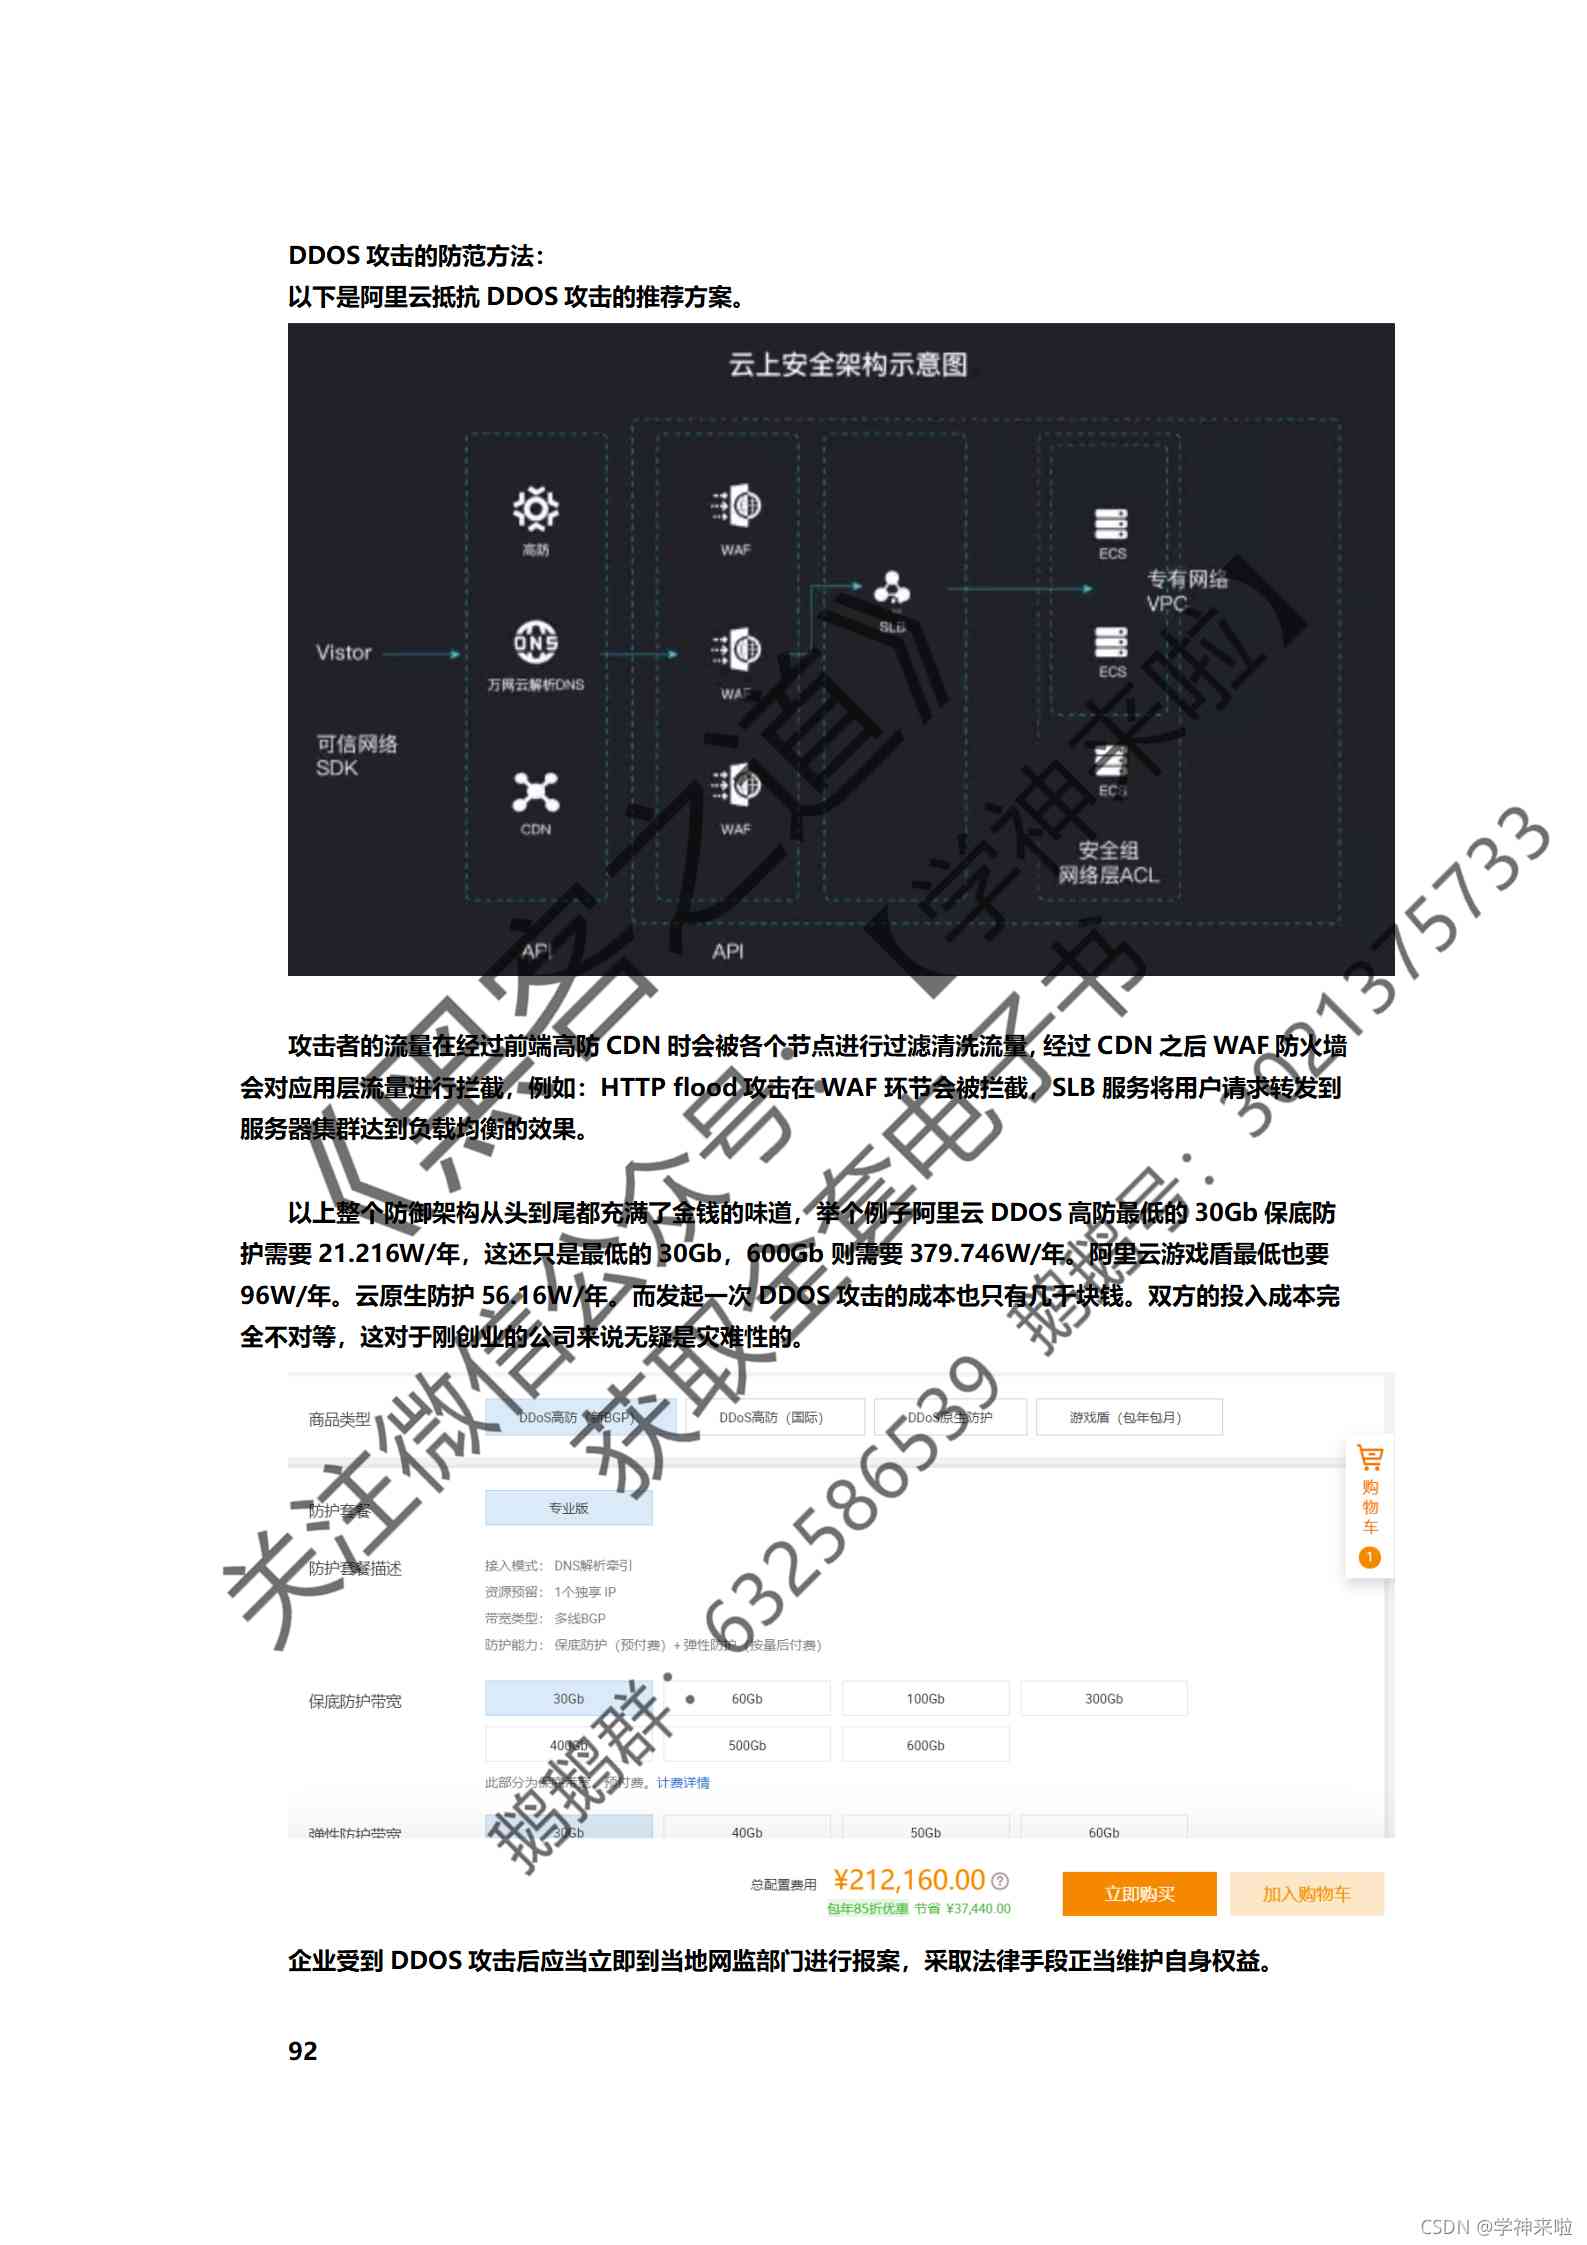 DDOS 攻击的防范方法：
以下是阿里云抵抗 DDOS 攻击的推荐方案。
云上安全架构示意图
高防
WAF
ECS
专有网络
VPC
SLB
Vistor
DNS
万网云解析DNS
WAF
ECS
可信网络
SDK
CDN
WAF
ECS
安全组
网络层ACL
API
API
攻击者的流量在经过前端高防 CDN 时会被各个节点进行过滤清洗流量, 经过 CDN 之后 WAF 防火墙
会对应用层流量进行拦截，例如：HTTP flood 攻击在 WAF 环节会被拦截，SLB 服务将用户请求转发到
服务器集群达到负载均衡的效果。
以上整个防御架构从头到尾都充满了金钱的味道，举个例子阿里云 DDOS 高防最低的 30Gb 保底防
护需要 21.216W/年，这还只是最低的 30Gb，600Gb 则需要 379.746W/年。阿里云游戏盾最低也要
96W/年。云原生防护 56.16W/年。而发起一次 DDOS 攻击的成本也只有几千块钱。双方的投入成本完
全不对等，这对于刚创业的公司来说无疑是灾难性的。
商品类型
DDoS高防（新BGP）
DDoS高防（国际）
DDoS原生防护
游戏盾（包年包月）
购物车
1
防护套餐
专业版
防护套餐描述
接入模式： DNS解析牵引
资源预留： 1个独享 IP
带宽类型： 多线BGP
防护能力： 保底防护（预付费）+ 弹性防护（按量后付费）
保底防护带宽
30Gb
60Gb
100Gb
300Gb
400Gb
500Gb
600Gb
此部分为保底带宽，预付费。计费详情
弹性防护带宽
30Gb
40Gb
50Gb
60Gb
总配置费用
¥212,160.00
?
包年85折优惠 节省 ¥37,440.00
立即购买
加入购物车
企业受到 DDOS 攻击后应当立即到当地网监部门进行报案，采取法律手段正当维护自身权益。
92
《黑客之道》
关注微信公众号：【学神来啦】
获取全套电子书
鹅鹅群：632586539 鹅鹅号：3021375733
CSDN @学神来啦